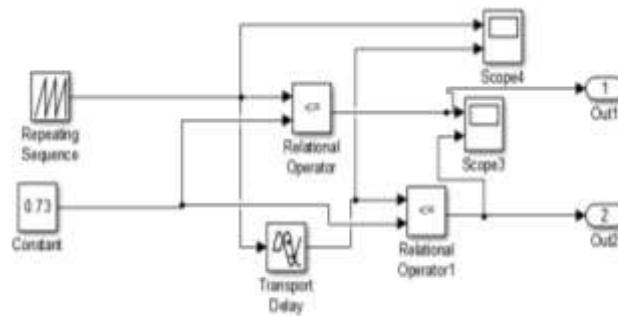 Scope4
1
Out1
<=
Repeating
Sequence
Relational
Operator
Scope3
0.73
Constant
<=
2
Out2
Relational
Operator1
Transport
Delay